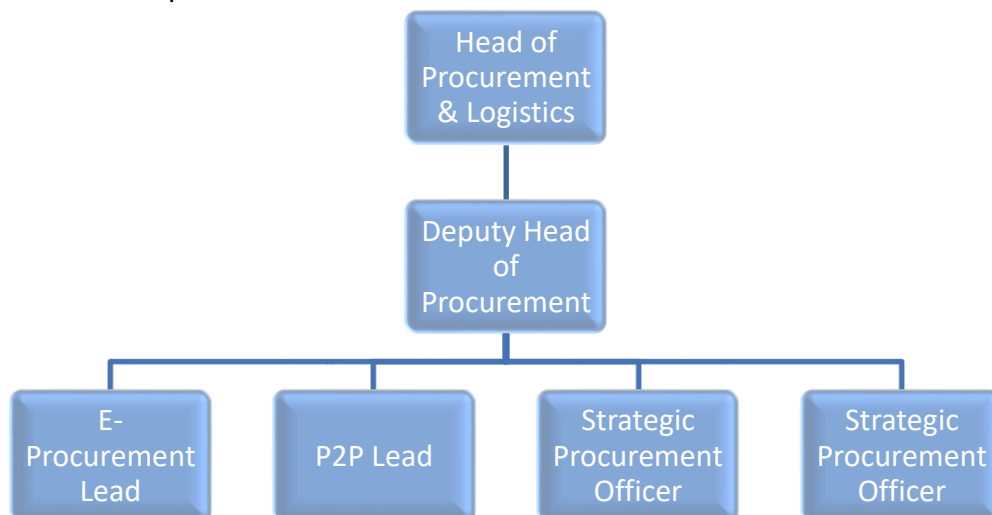 Head of
Procurement
& Logistics
Deputy Head
of
Procurement
E-
Procurement
Lead
P2P Lead
Strategic
Procurement
Officer
Strategic
Procurement
Officer